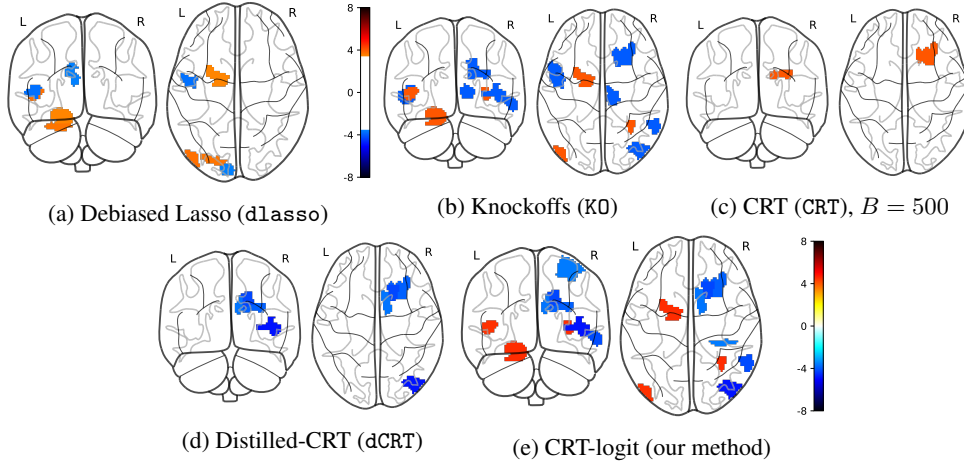 L R L R L R
8
4
0
-4
-8
(a) Debiased Lasso (dlasso)
(b) Knockoffs (KO)
(c) CRT (CRT), B = 500
L R L R
8
4
0
-4
-8
(d) Distilled-CRT (dCRT)
(e) CRT-logit (our method)